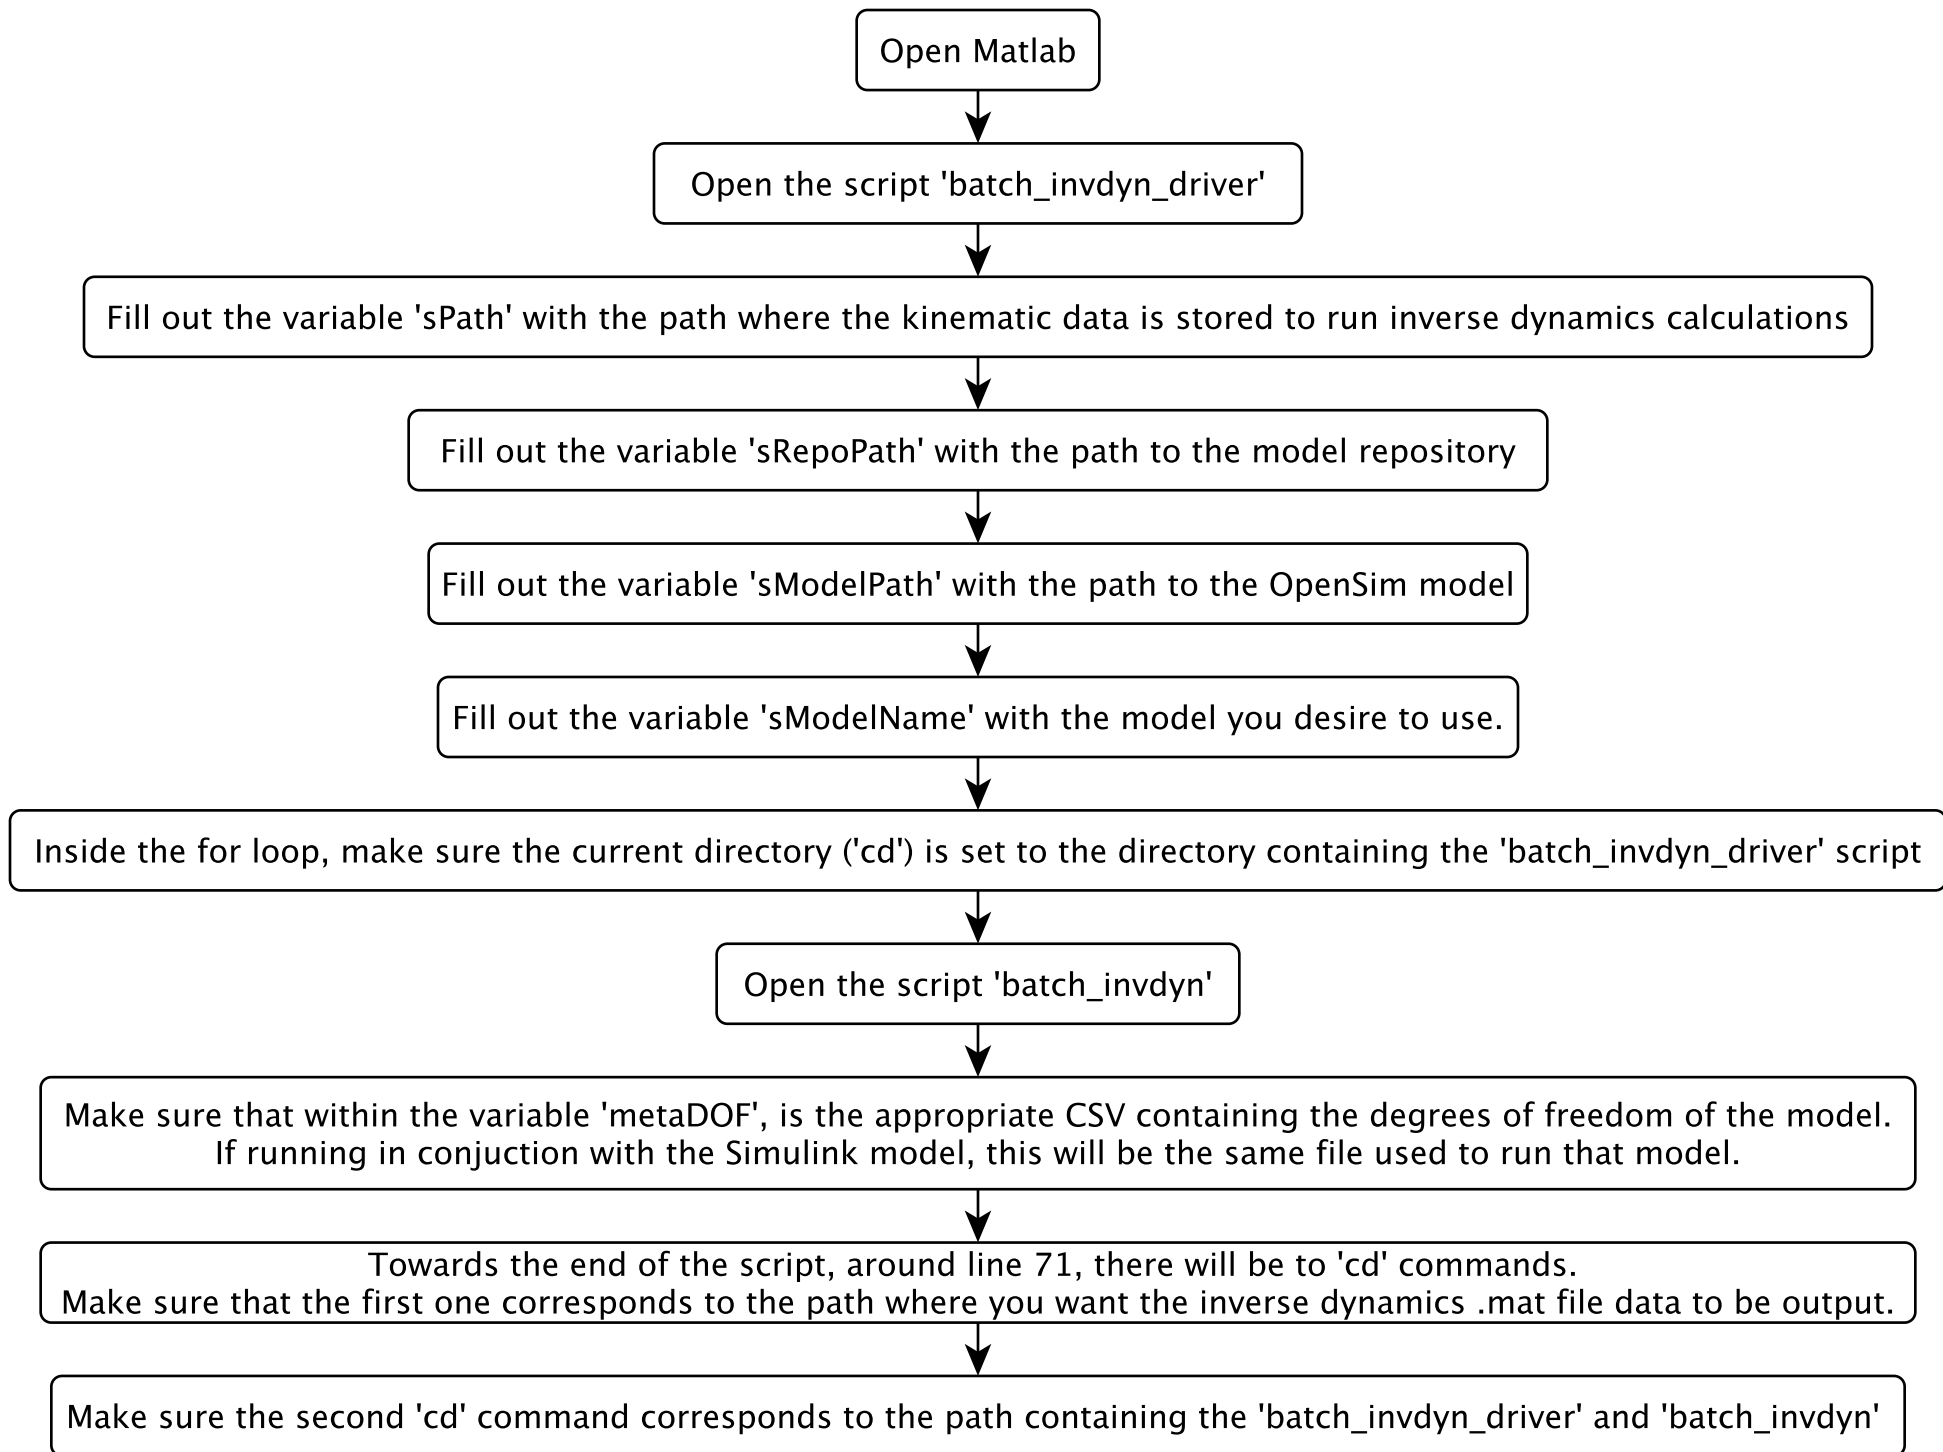 Open Matlab
Open the script 'batch_invdyn_driver'
Fill out the variable 'sPath' with the path where the kinematic data is stored to run inverse dynamics calculations
Fill out the variable 'sRepoPath' with the path to the model repository
Fill out the variable 'sModelPath' with the path to the OpenSim model
Fill out the variable 'sModelName' with the model you desire to use.
Inside the for loop, make sure the current directory ('cd') is set to the directory containing the 'batch_invdyn_driver' script
Open the script 'batch_invdyn'
Make sure that within the variable 'metaDOF', is the appropriate CSV containing the degrees of freedom of the model.
If running in conjuction with the Simulink model, this will be the same file used to run that model.
Towards the end of the script, around line 71, there will be to 'cd' commands.
Make sure that the first one corresponds to the path where you want the inverse dynamics .mat file data to be output.
Make sure the second 'cd' command corresponds to the path containing the 'batch_invdyn_driver' and 'batch_invdyn'